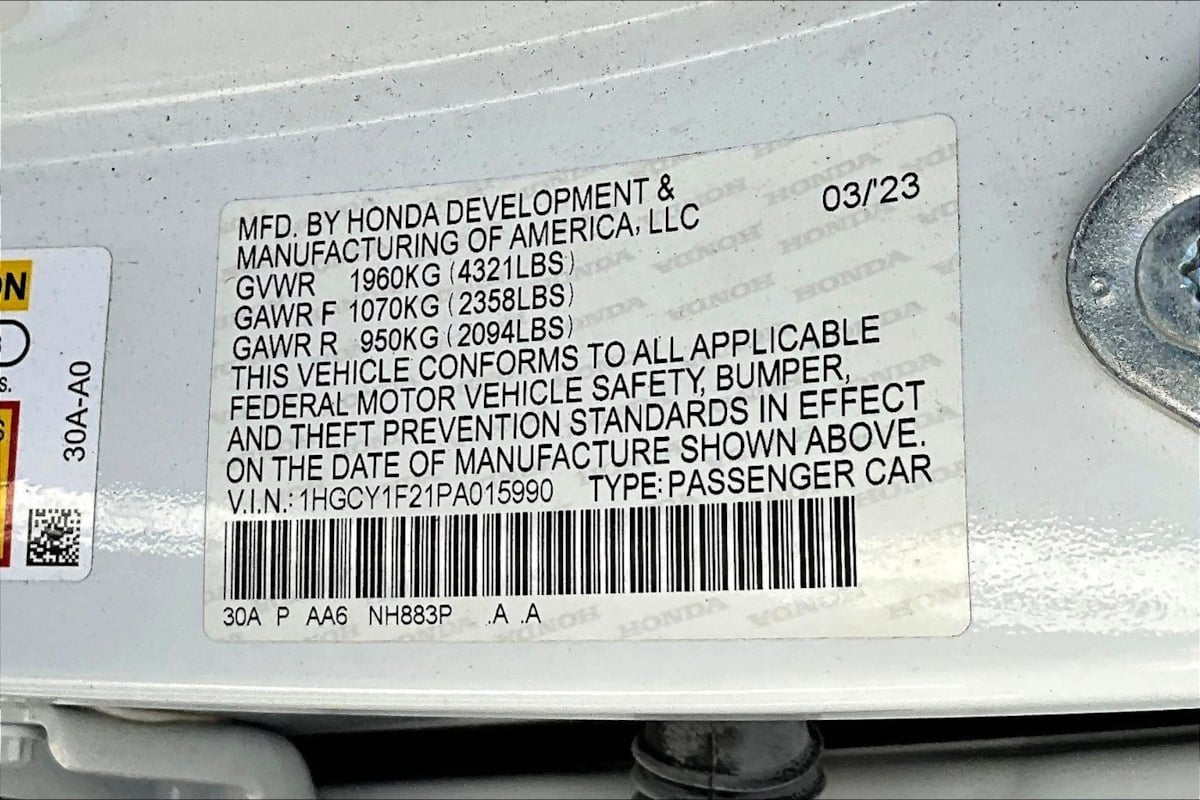 MFD. BY HONDA DEVELOPMENT &
MANUFACTURING OF AMERICA, LLC
03/'23
GVWR 1960KG (4321LBS)
GAWR F 1070KG (2358LBS)
GAWR R 950KG (2094LBS)
THIS VEHICLE CONFORMS TO ALL APPLICABLE
FEDERAL MOTOR VEHICLE SAFETY, BUMPER,
AND THEFT PREVENTION STANDARDS IN EFFECT
ON THE DATE OF MANUFACTURE SHOWN ABOVE.
V.I.N.: 1HGCY1F21PA015990 TYPE: PASSENGER CAR
30A P AA6 NH883P .A .A
30A-A0